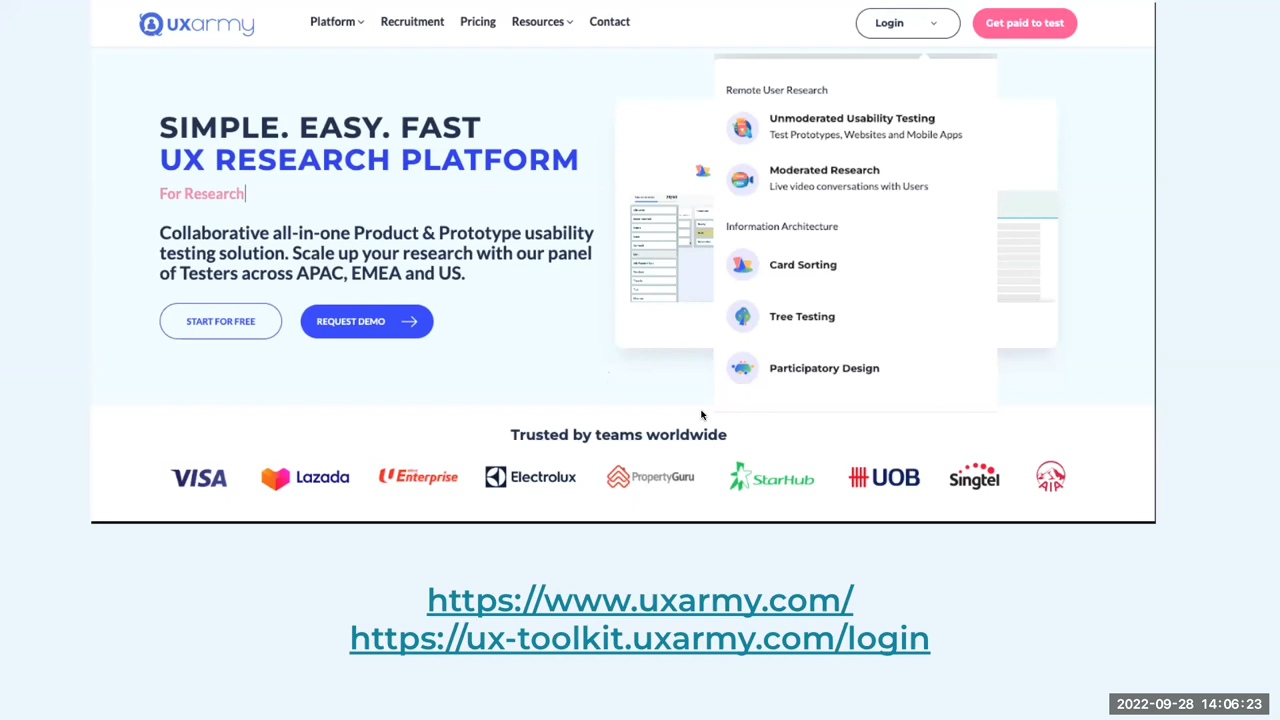 uxarmy
Platform
Recruitment
Pricing
Resources
Contact
Login
Get paid to test
SIMPLE. EASY. FAST
UX RESEARCH PLATFORM
For Research
Collaborative all-in-one Product & Prototype usability
testing solution. Scale up your research with our panel
of Testers across APAC, EMEA and US.
START FOR FREE
REQUEST DEMO
Remote User Research
Unmoderated Usability Testing
Test Prototypes, Websites and Mobile Apps
Moderated Research
Live video conversations with Users
Information Architecture
Card Sorting
Tree Testing
Participatory Design
Trusted by teams worldwide
VISA
Lazada
Enterprise
Electrolux
PropertyGuru
StarHub
UOB
Singtel
AIA
https://www.uxarmy.com/
https://ux-toolkit.uxarmy.com/login
2022-09-28 14:06:23